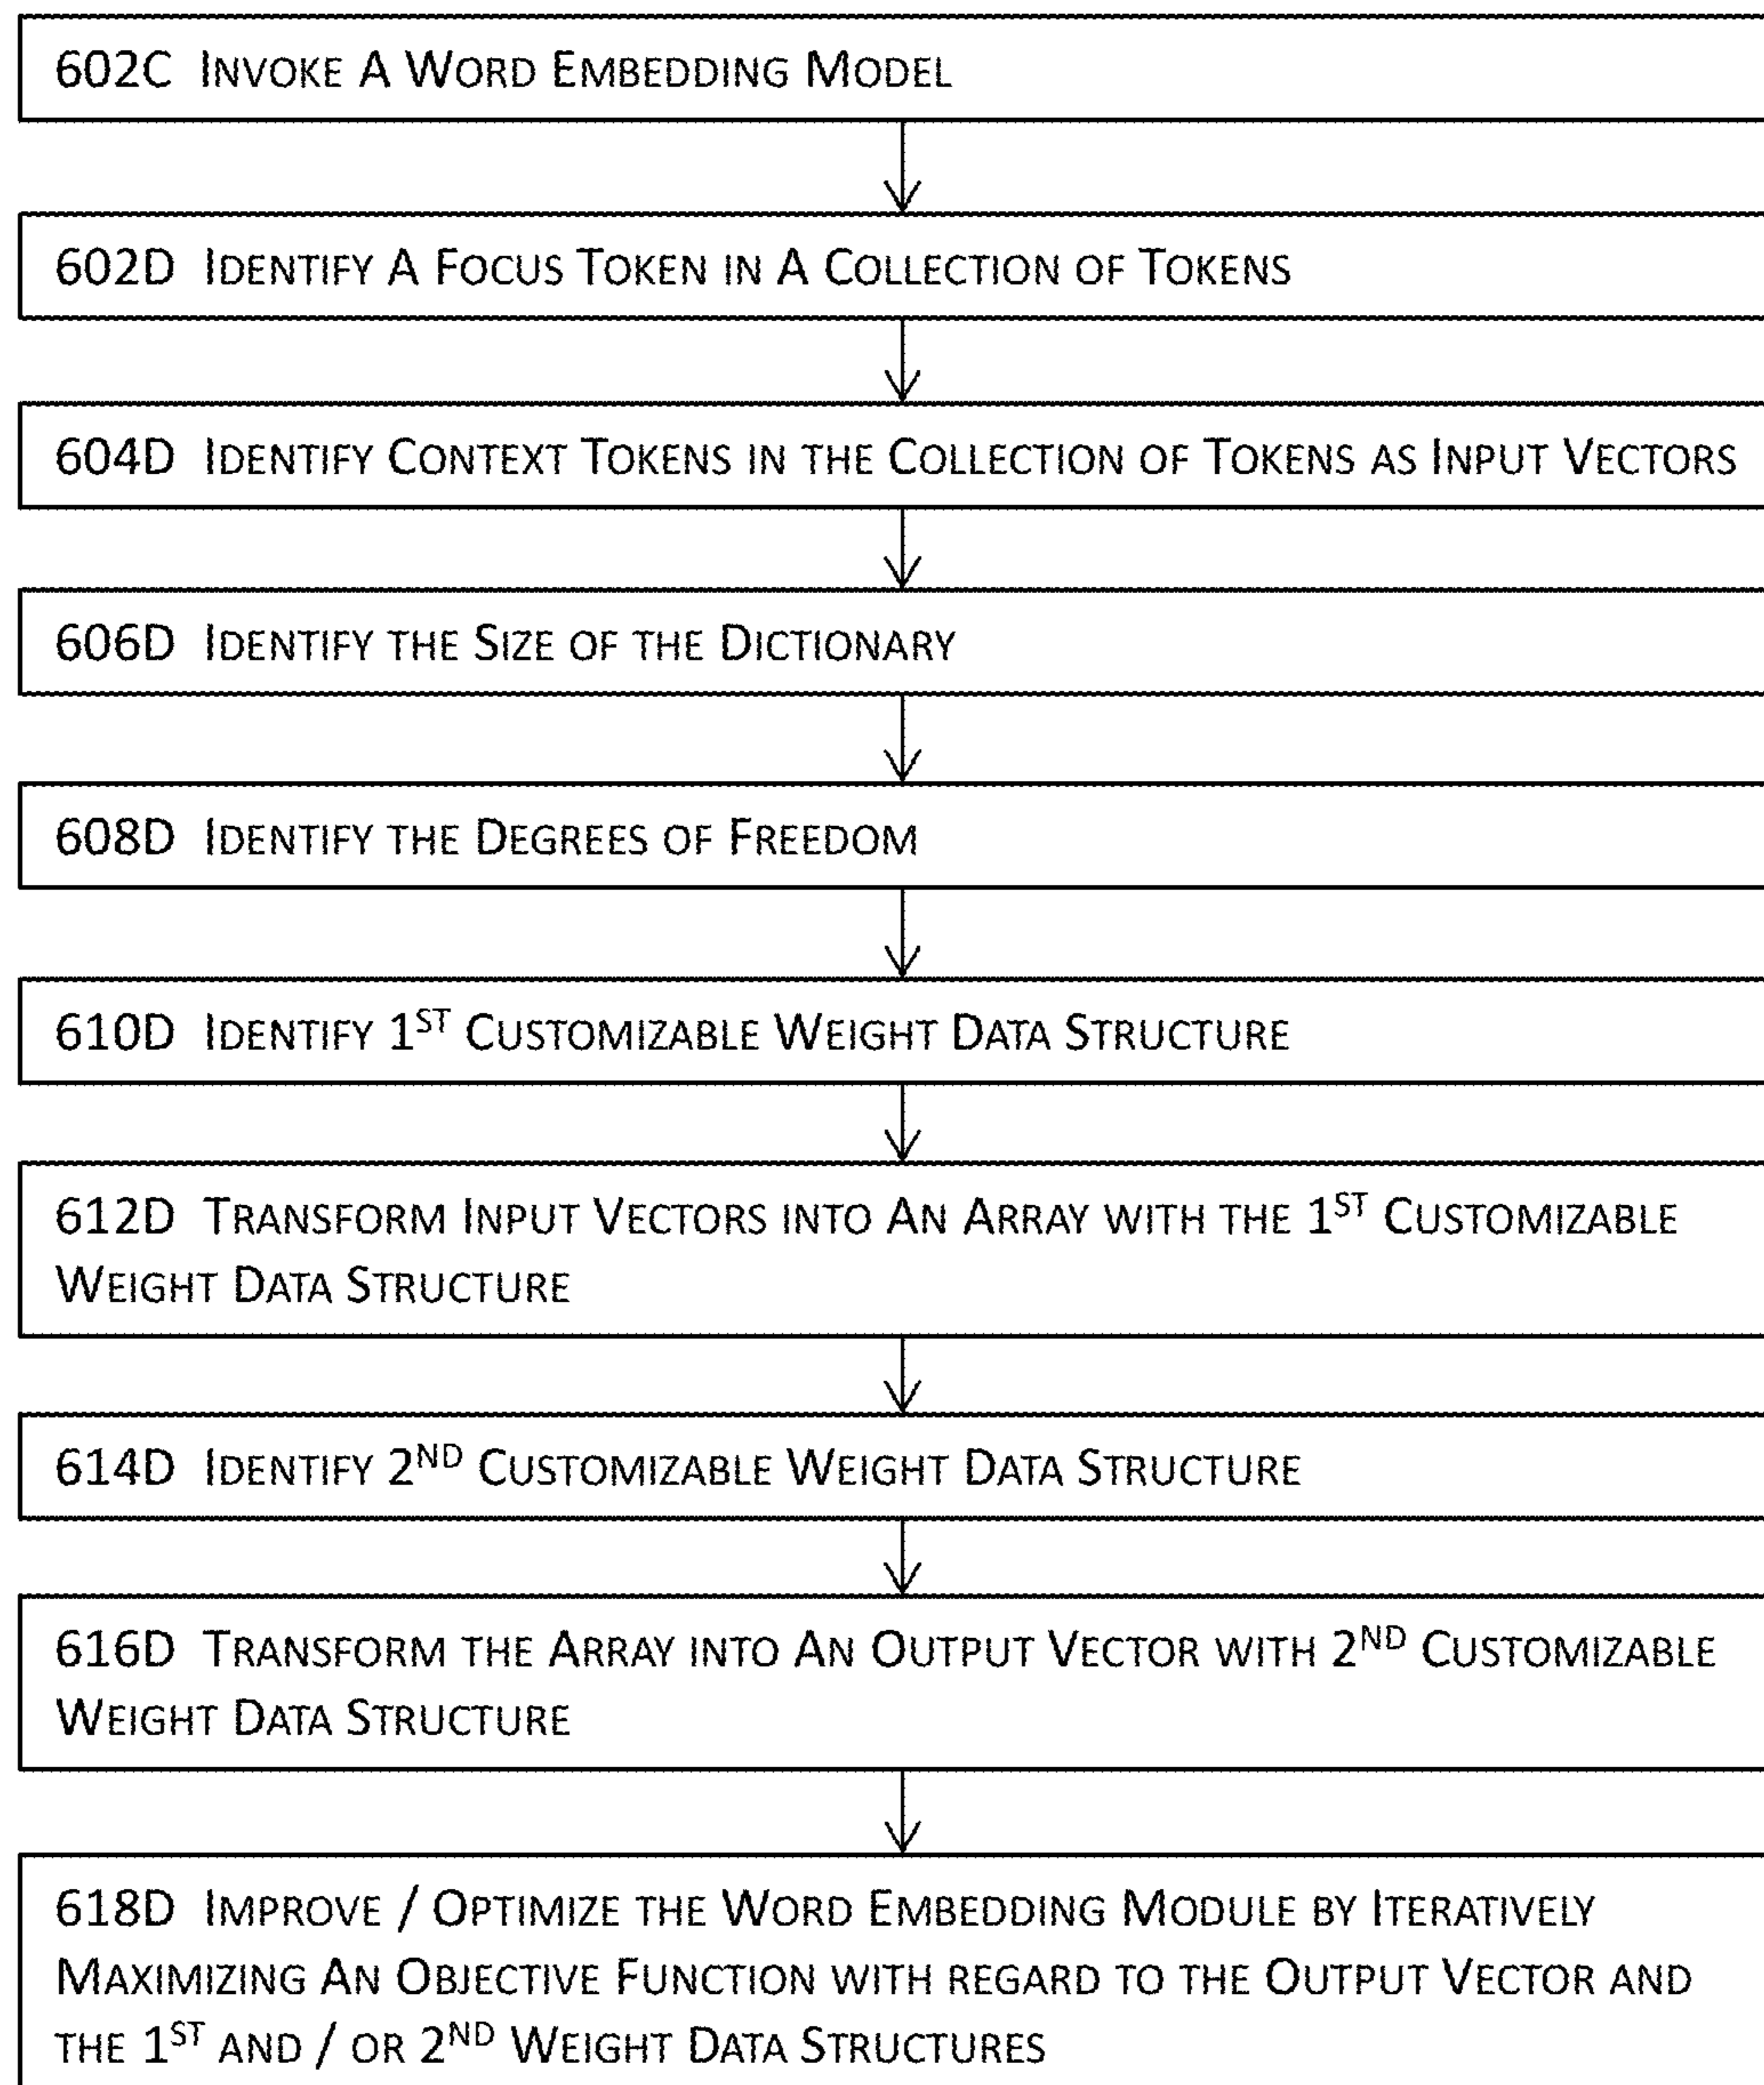 602C INVOKE A WORD EMBEDDING MODEL
602D IDENTIFY A FOCUS TOKEN IN A COLLECTION OF TOKENS
604D IDENTIFY CONTEXT TOKENS IN THE COLLECTION OF TOKENS AS INPUT VECTORS
606D IDENTIFY THE SIZE OF THE DICTIONARY
608D IDENTIFY THE DEGREES OF FREEDOM
610D IDENTIFY 1ST CUSTOMIZABLE WEIGHT DATA STRUCTURE
612D TRANSFORM INPUT VECTORS INTO AN ARRAY WITH THE 1ST CUSTOMIZABLE
WEIGHT DATA STRUCTURE
614D IDENTIFY 2ND CUSTOMIZABLE WEIGHT DATA STRUCTURE
616D TRANSFORM THE ARRAY INTO AN OUTPUT VECTOR WITH 2ND CUSTOMIZABLE
WEIGHT DATA STRUCTURE
618D IMPROVE / OPTIMIZE THE WORD EMBEDDING MODULE BY ITERATIVELY
MAXIMIZING AN OBJECTIVE FUNCTION WITH REGARD TO THE OUTPUT VECTOR AND
THE 1ST AND / OR 2ND WEIGHT DATA STRUCTURES